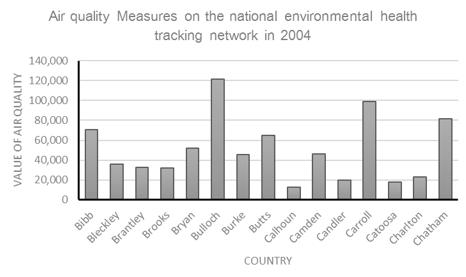 Air quality Measures on the national environmental health
tracking network in 2004
VALUE OF AIR QUALITY
140,000
120,000
100,000
80,000
60,000
40,000
20,000
0
Bibb
Bleckley
Brantley
Brooks
Bryan
Bulloch
Burke
Butts
Calhoun
Camden
Candler
Carroll
Catoosa
Charlton
Chatham
COUNTRY